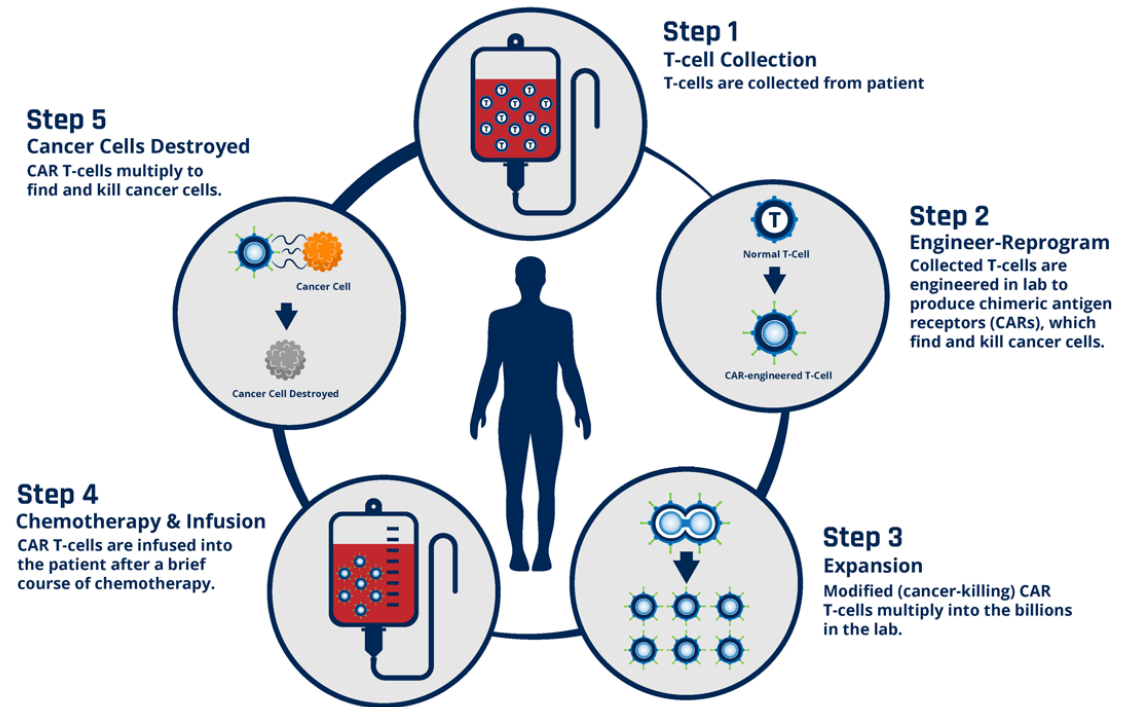 Step 1
T-cell Collection
T-cells are collected from patient
T T
T T T
T T
T T T
T T
Step 2
Engineer-Reprogram
Collected T-cells are
engineered in lab to
produce chimeric antigen
receptors (CARs), which
find and kill cancer cells.
T
Normal T-Cell
CAR-engineered T-Cell
Step 3
Expansion
Modified (cancer-killing) CAR
T-cells multiply into the billions
in the lab.
Step 4
Chemotherapy & Infusion
CAR T-cells are infused into
the patient after a brief
course of chemotherapy.
Step 5
Cancer Cells Destroyed
CAR T-cells multiply to
find and kill cancer cells.
Cancer Cell
Cancer Cell Destroyed